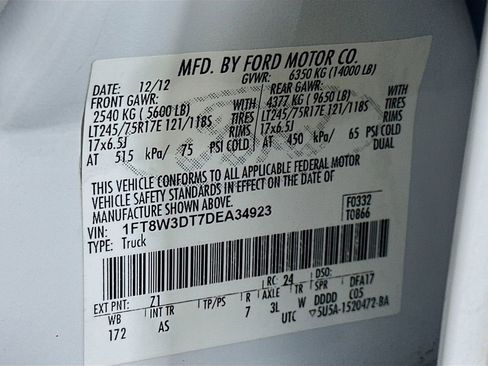 MFD. BY FORD MOTOR CO.
DATE: 12/12 GVWR: 6350 KG (14000 LB)
FRONT GAWR: REAR GAWR:
2540 KG ( 5600 LB) WITH 4377 KG ( 9650 LB) WITH
LT245/75R17E 121/118S TIRES LT245/75R17E 121/118S TIRES
17x6.5J RIMS 17x6.5J RIMS
AT 515 kPa/ 75 PSI COLD AT 450 kPa/ 65 PSI COLD
DUAL
THIS VEHICLE CONFORMS TO ALL APPLICABLE FEDERAL MOTOR
VEHICLE SAFETY STANDARDS IN EFFECT ON THE DATE OF
MANUFACTURE SHOWN ABOVE.
VIN: 1FT8W3DT7DEA34923 F0332
TYPE: Truck T0866
EXT PNT: 71 RC: 24 DSO:
WB INT TR TP/PS R AXLE TR SPR DFA17
172 AS 7 3L W DDDD C05
UTC ▽5U5A-1520472-BA